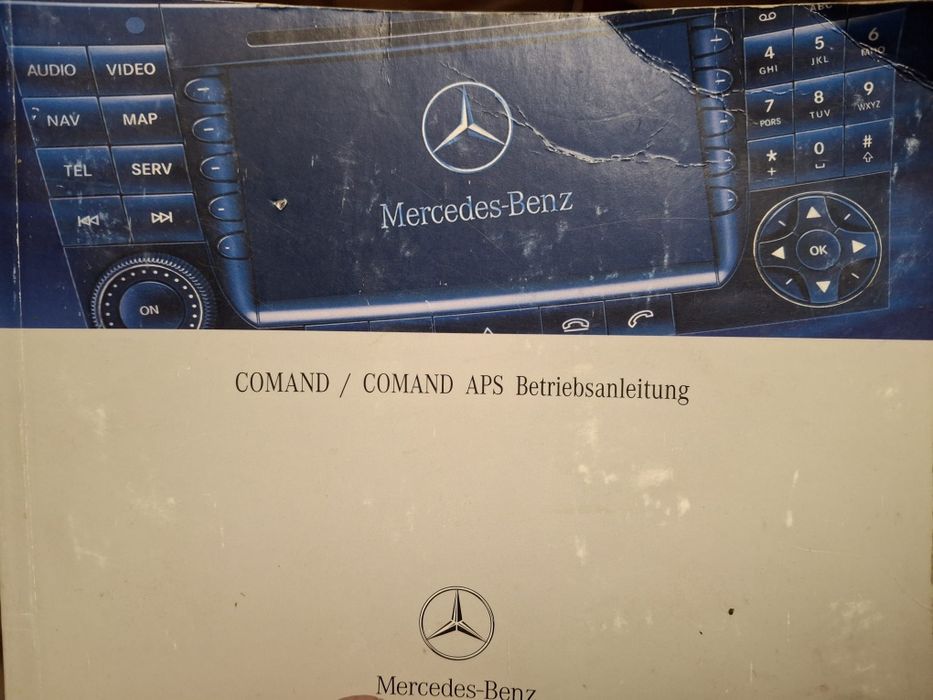 ABC
4 5 6
GHI JKL MNO
AUDIO VIDEO
7 8 9
PQRS TUV WXYZ
NAV MAP
* 0 #
+
TEL SERV
Mercedes-Benz
OK
ON
COMAND / COMAND APS Betriebsanleitung
Mercedes-Benz